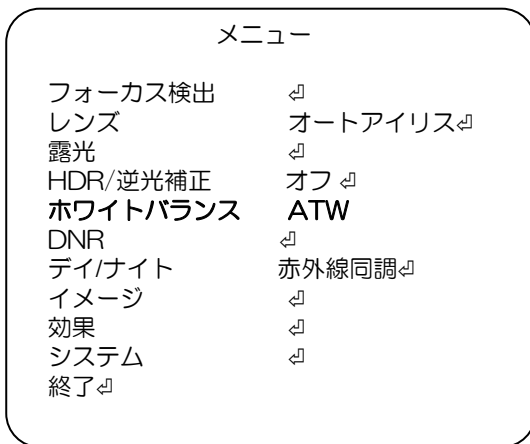 メニュー
フォーカス検出 ⏎
レンズ オートアイリス⏎
露光 ⏎
HDR/逆光補正 オフ ⏎
ホワイトバランス ATW
DNR ⏎
デイ/ナイト 赤外線同調⏎
イメージ ⏎
効果 ⏎
システム ⏎
終了⏎